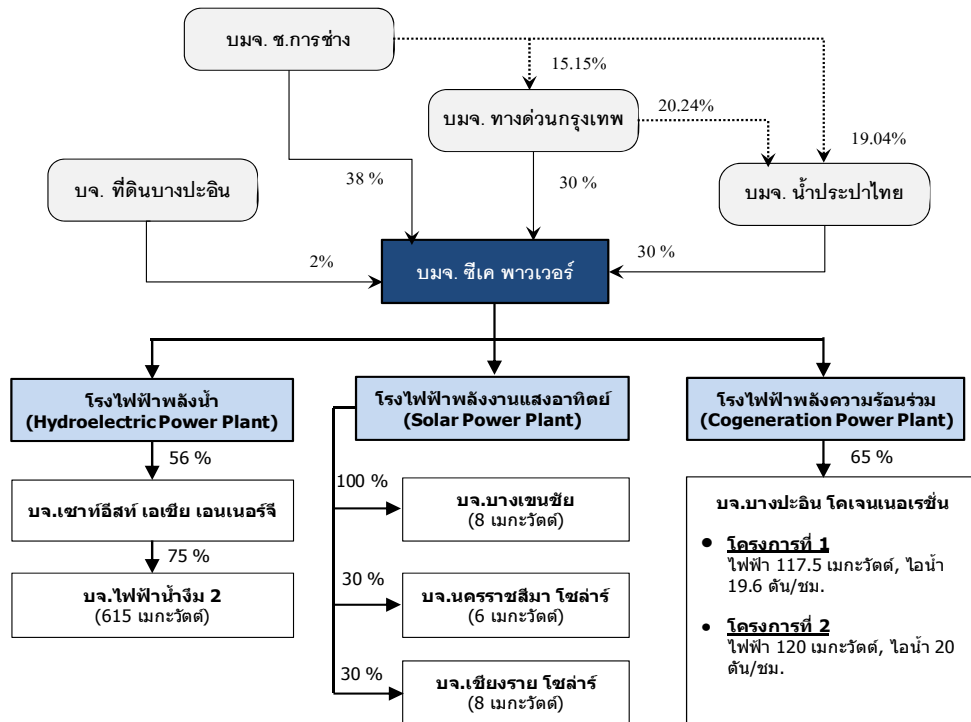 บมจ. ช.การช่าง
15.15%
บมจ. ทางด่วนกรุงเทพ
20.24%
19.04%
บจ. ที่ดินบางปะอิน
38 %
30 %
บมจ. น้ำประปาไทย
2%
บมจ. ซีเค พาวเวอร์
30 %
โรงไฟฟ้าพลังน้ำ
(Hydroelectric Power Plant)
56 %
บจ.เซาท์อีสท์ เอเชีย เอนเนอร์จี
75 %
บจ.ไฟฟ้าน้ำงึม 2
(615 เมกะวัตต์)
โรงไฟฟ้าพลังงานแสงอาทิตย์
(Solar Power Plant)
100 %
บจ.บางเขนชัย
(8 เมกะวัตต์)
30 %
บจ.นครราชสีมา โซล่าร์
(6 เมกะวัตต์)
30 %
บจ.เชียงราย โซล่าร์
(8 เมกะวัตต์)
โรงไฟฟ้าพลังความร้อนร่วม
(Cogeneration Power Plant)
65 %
บจ.บางปะอิน โคเจนเนอเรชั่น
• โครงการที่ 1
ไฟฟ้า 117.5 เมกะวัตต์, ไอน้ำ
19.6 ตัน/ชม.
• โครงการที่ 2
ไฟฟ้า 120 เมกะวัตต์, ไอน้ำ 20
ตัน/ชม.